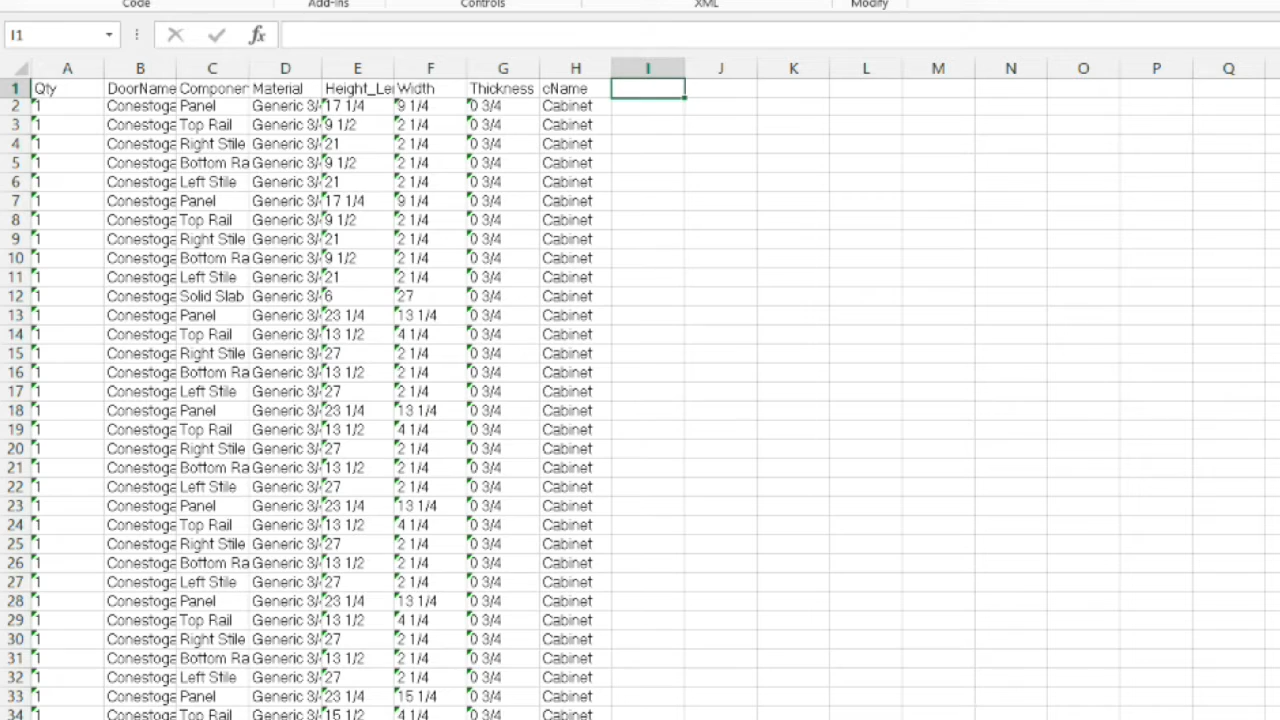 Code Add-ins Controls XML Modify
I1 fx
A B C D E F G H I J K L M N O P Q
1 Qty DoorName Componer Material Height_Le Width Thickness cName
2 1 Conestoga Panel Generic 3/ 17 1/4 9 1/4 0 3/4 Cabinet
3 1 Conestoga Top Rail Generic 3/ 9 1/2 2 1/4 0 3/4 Cabinet
4 1 Conestoga Right Stile Generic 3/ 21 2 1/4 0 3/4 Cabinet
5 1 Conestoga Bottom Ra Generic 3/ 9 1/2 2 1/4 0 3/4 Cabinet
6 1 Conestoga Left Stile Generic 3/ 21 2 1/4 0 3/4 Cabinet
7 1 Conestoga Panel Generic 3/ 17 1/4 9 1/4 0 3/4 Cabinet
8 1 Conestoga Top Rail Generic 3/ 9 1/2 2 1/4 0 3/4 Cabinet
9 1 Conestoga Right Stile Generic 3/ 21 2 1/4 0 3/4 Cabinet
10 1 Conestoga Bottom Ra Generic 3/ 9 1/2 2 1/4 0 3/4 Cabinet
11 1 Conestoga Left Stile Generic 3/ 21 2 1/4 0 3/4 Cabinet
12 1 Conestoga Solid Slab Generic 3/ 6 27 0 3/4 Cabinet
13 1 Conestoga Panel Generic 3/ 23 1/4 13 1/4 0 3/4 Cabinet
14 1 Conestoga Top Rail Generic 3/ 13 1/2 4 1/4 0 3/4 Cabinet
15 1 Conestoga Right Stile Generic 3/ 27 2 1/4 0 3/4 Cabinet
16 1 Conestoga Bottom Ra Generic 3/ 13 1/2 2 1/4 0 3/4 Cabinet
17 1 Conestoga Left Stile Generic 3/ 27 2 1/4 0 3/4 Cabinet
18 1 Conestoga Panel Generic 3/ 23 1/4 13 1/4 0 3/4 Cabinet
19 1 Conestoga Top Rail Generic 3/ 13 1/2 4 1/4 0 3/4 Cabinet
20 1 Conestoga Right Stile Generic 3/ 27 2 1/4 0 3/4 Cabinet
21 1 Conestoga Bottom Ra Generic 3/ 13 1/2 2 1/4 0 3/4 Cabinet
22 1 Conestoga Left Stile Generic 3/ 27 2 1/4 0 3/4 Cabinet
23 1 Conestoga Panel Generic 3/ 23 1/4 13 1/4 0 3/4 Cabinet
24 1 Conestoga Top Rail Generic 3/ 13 1/2 4 1/4 0 3/4 Cabinet
25 1 Conestoga Right Stile Generic 3/ 27 2 1/4 0 3/4 Cabinet
26 1 Conestoga Bottom Ra Generic 3/ 13 1/2 2 1/4 0 3/4 Cabinet
27 1 Conestoga Left Stile Generic 3/ 27 2 1/4 0 3/4 Cabinet
28 1 Conestoga Panel Generic 3/ 23 1/4 13 1/4 0 3/4 Cabinet
29 1 Conestoga Top Rail Generic 3/ 13 1/2 4 1/4 0 3/4 Cabinet
30 1 Conestoga Right Stile Generic 3/ 27 2 1/4 0 3/4 Cabinet
31 1 Conestoga Bottom Ra Generic 3/ 13 1/2 2 1/4 0 3/4 Cabinet
32 1 Conestoga Left Stile Generic 3/ 27 2 1/4 0 3/4 Cabinet
33 1 Conestoga Panel Generic 3/ 23 1/4 15 1/4 0 3/4 Cabinet
34 1 Conestoga Top Rail Generic 3/ 15 1/2 4 1/4 0 3/4 Cabinet